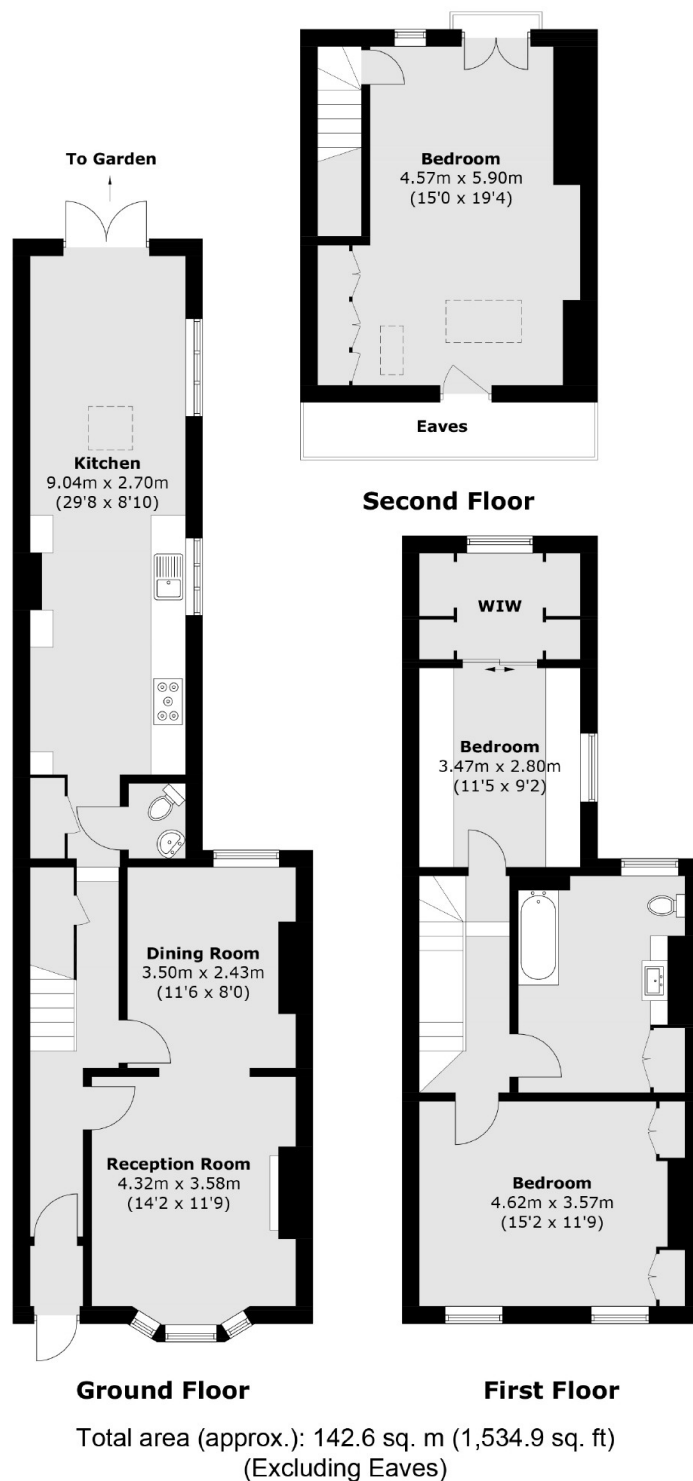 To Garden
Kitchen
9.04m x 2.70m
(29'8 x 8'10)
Dining Room
3.50m x 2.43m
(11'6 x 8'0)
Reception Room
4.32m x 3.58m
(14'2 x 11'9)
Ground Floor
Bedroom
4.57m x 5.90m
(15'0 x 19'4)
Eaves
Second Floor
WIW
Bedroom
3.47m x 2.80m
(11'5 x 9'2)
Bedroom
4.62m x 3.57m
(15'2 x 11'9)
First Floor
Total area (approx.): 142.6 sq. m (1,534.9 sq. ft)
(Excluding Eaves)